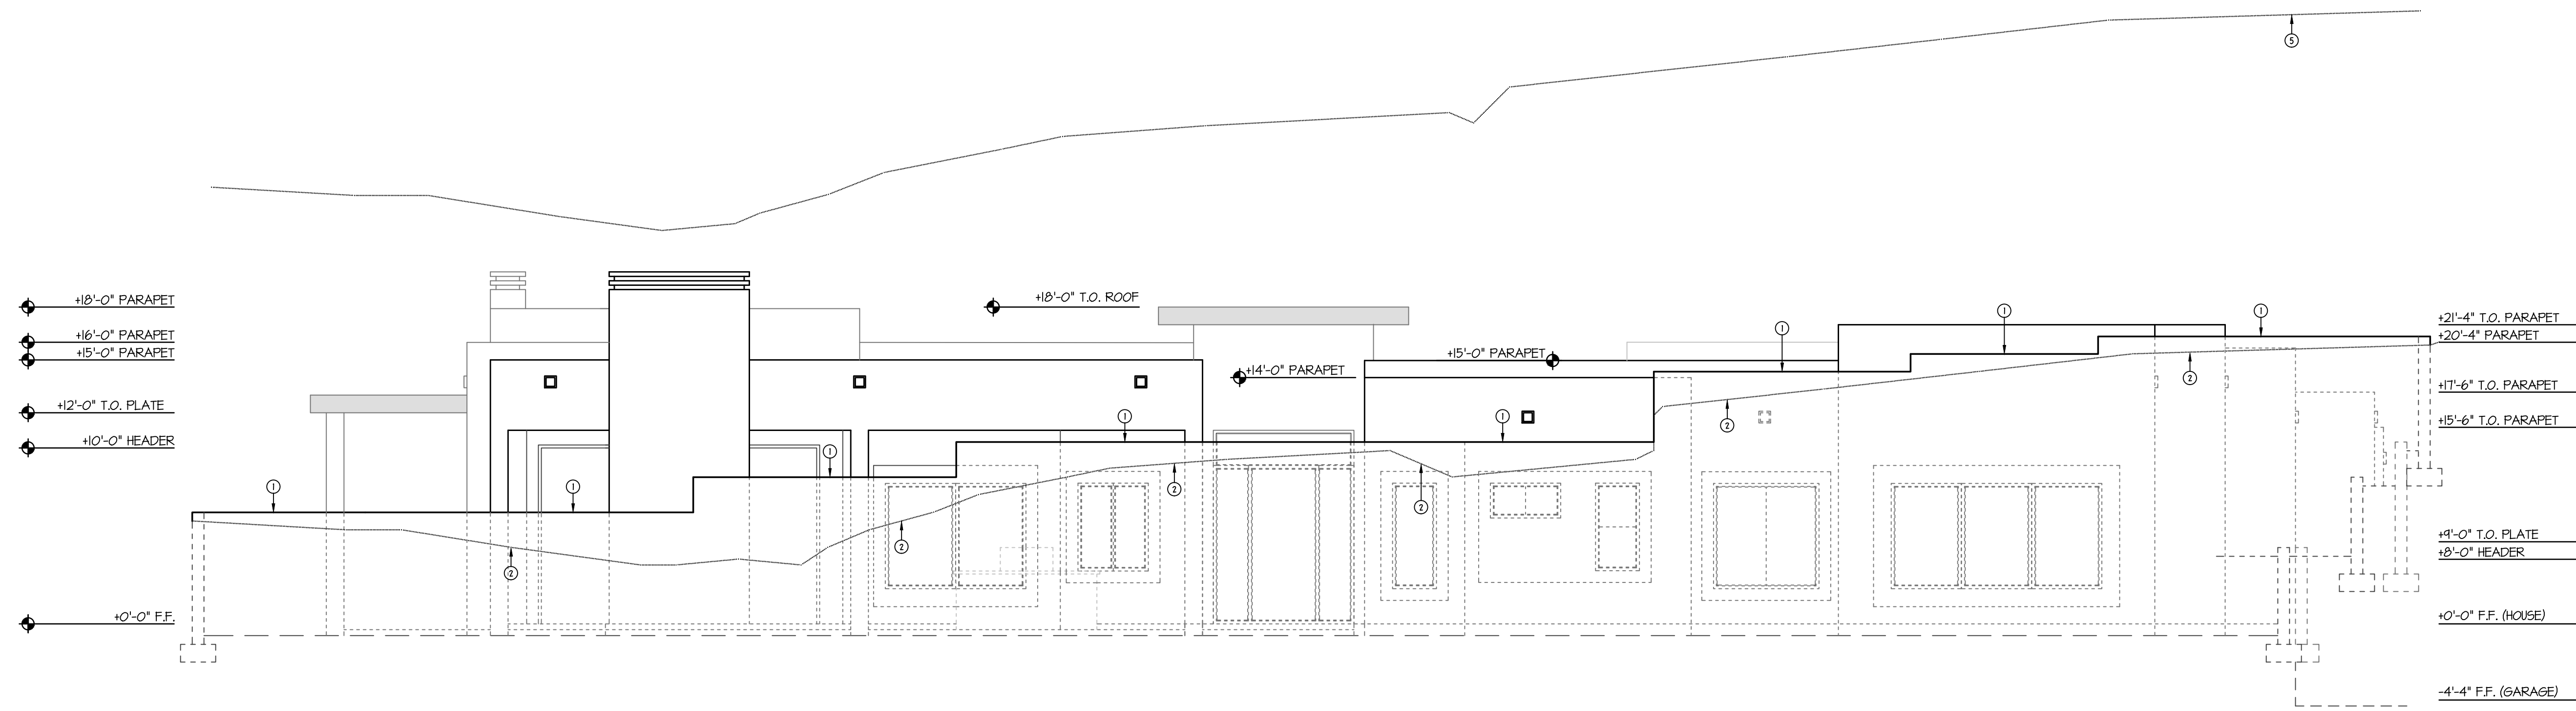 5
+18'-0" PARAPET
+16'-0" PARAPET
+15'-0" PARAPET
+12'-0" T.O. PLATE
+10'-0" HEADER
+0'-0" F.F.
+18'-0" T.O. ROOF
+14'-0" PARAPET
+15'-0" PARAPET
1
1
1
1
1
1
1
1
2
2
2
2
2
2
+21'-4" T.O. PARAPET
+20'-4" PARAPET
+17'-6" T.O. PARAPET
+15'-6" T.O. PARAPET
+9'-0" T.O. PLATE
+8'-0" HEADER
+0'-0" F.F. (HOUSE)
-4'-4" F.F. (GARAGE)